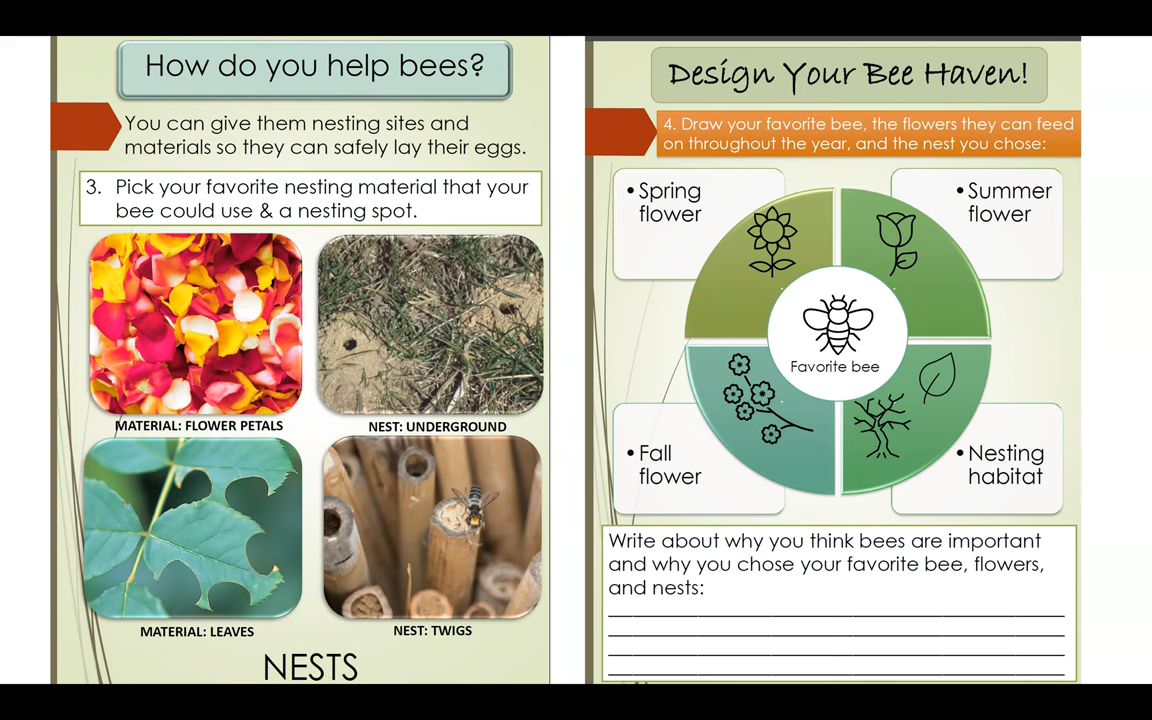 How do you help bees?
You can give them nesting sites and
materials so they can safely lay their eggs.
3. Pick your favorite nesting material that your
bee could use & a nesting spot.
MATERIAL: FLOWER PETALS
NEST: UNDERGROUND
MATERIAL: LEAVES
NEST: TWIGS
NESTS
Design Your Bee Haven!
4. Draw your favorite bee, the flowers they can feed
on throughout the year, and the nest you chose:
• Spring
flower
• Summer
flower
Favorite bee
• Fall
flower
• Nesting
habitat
Write about why you think bees are important
and why you chose your favorite bee, flowers,
and nests: